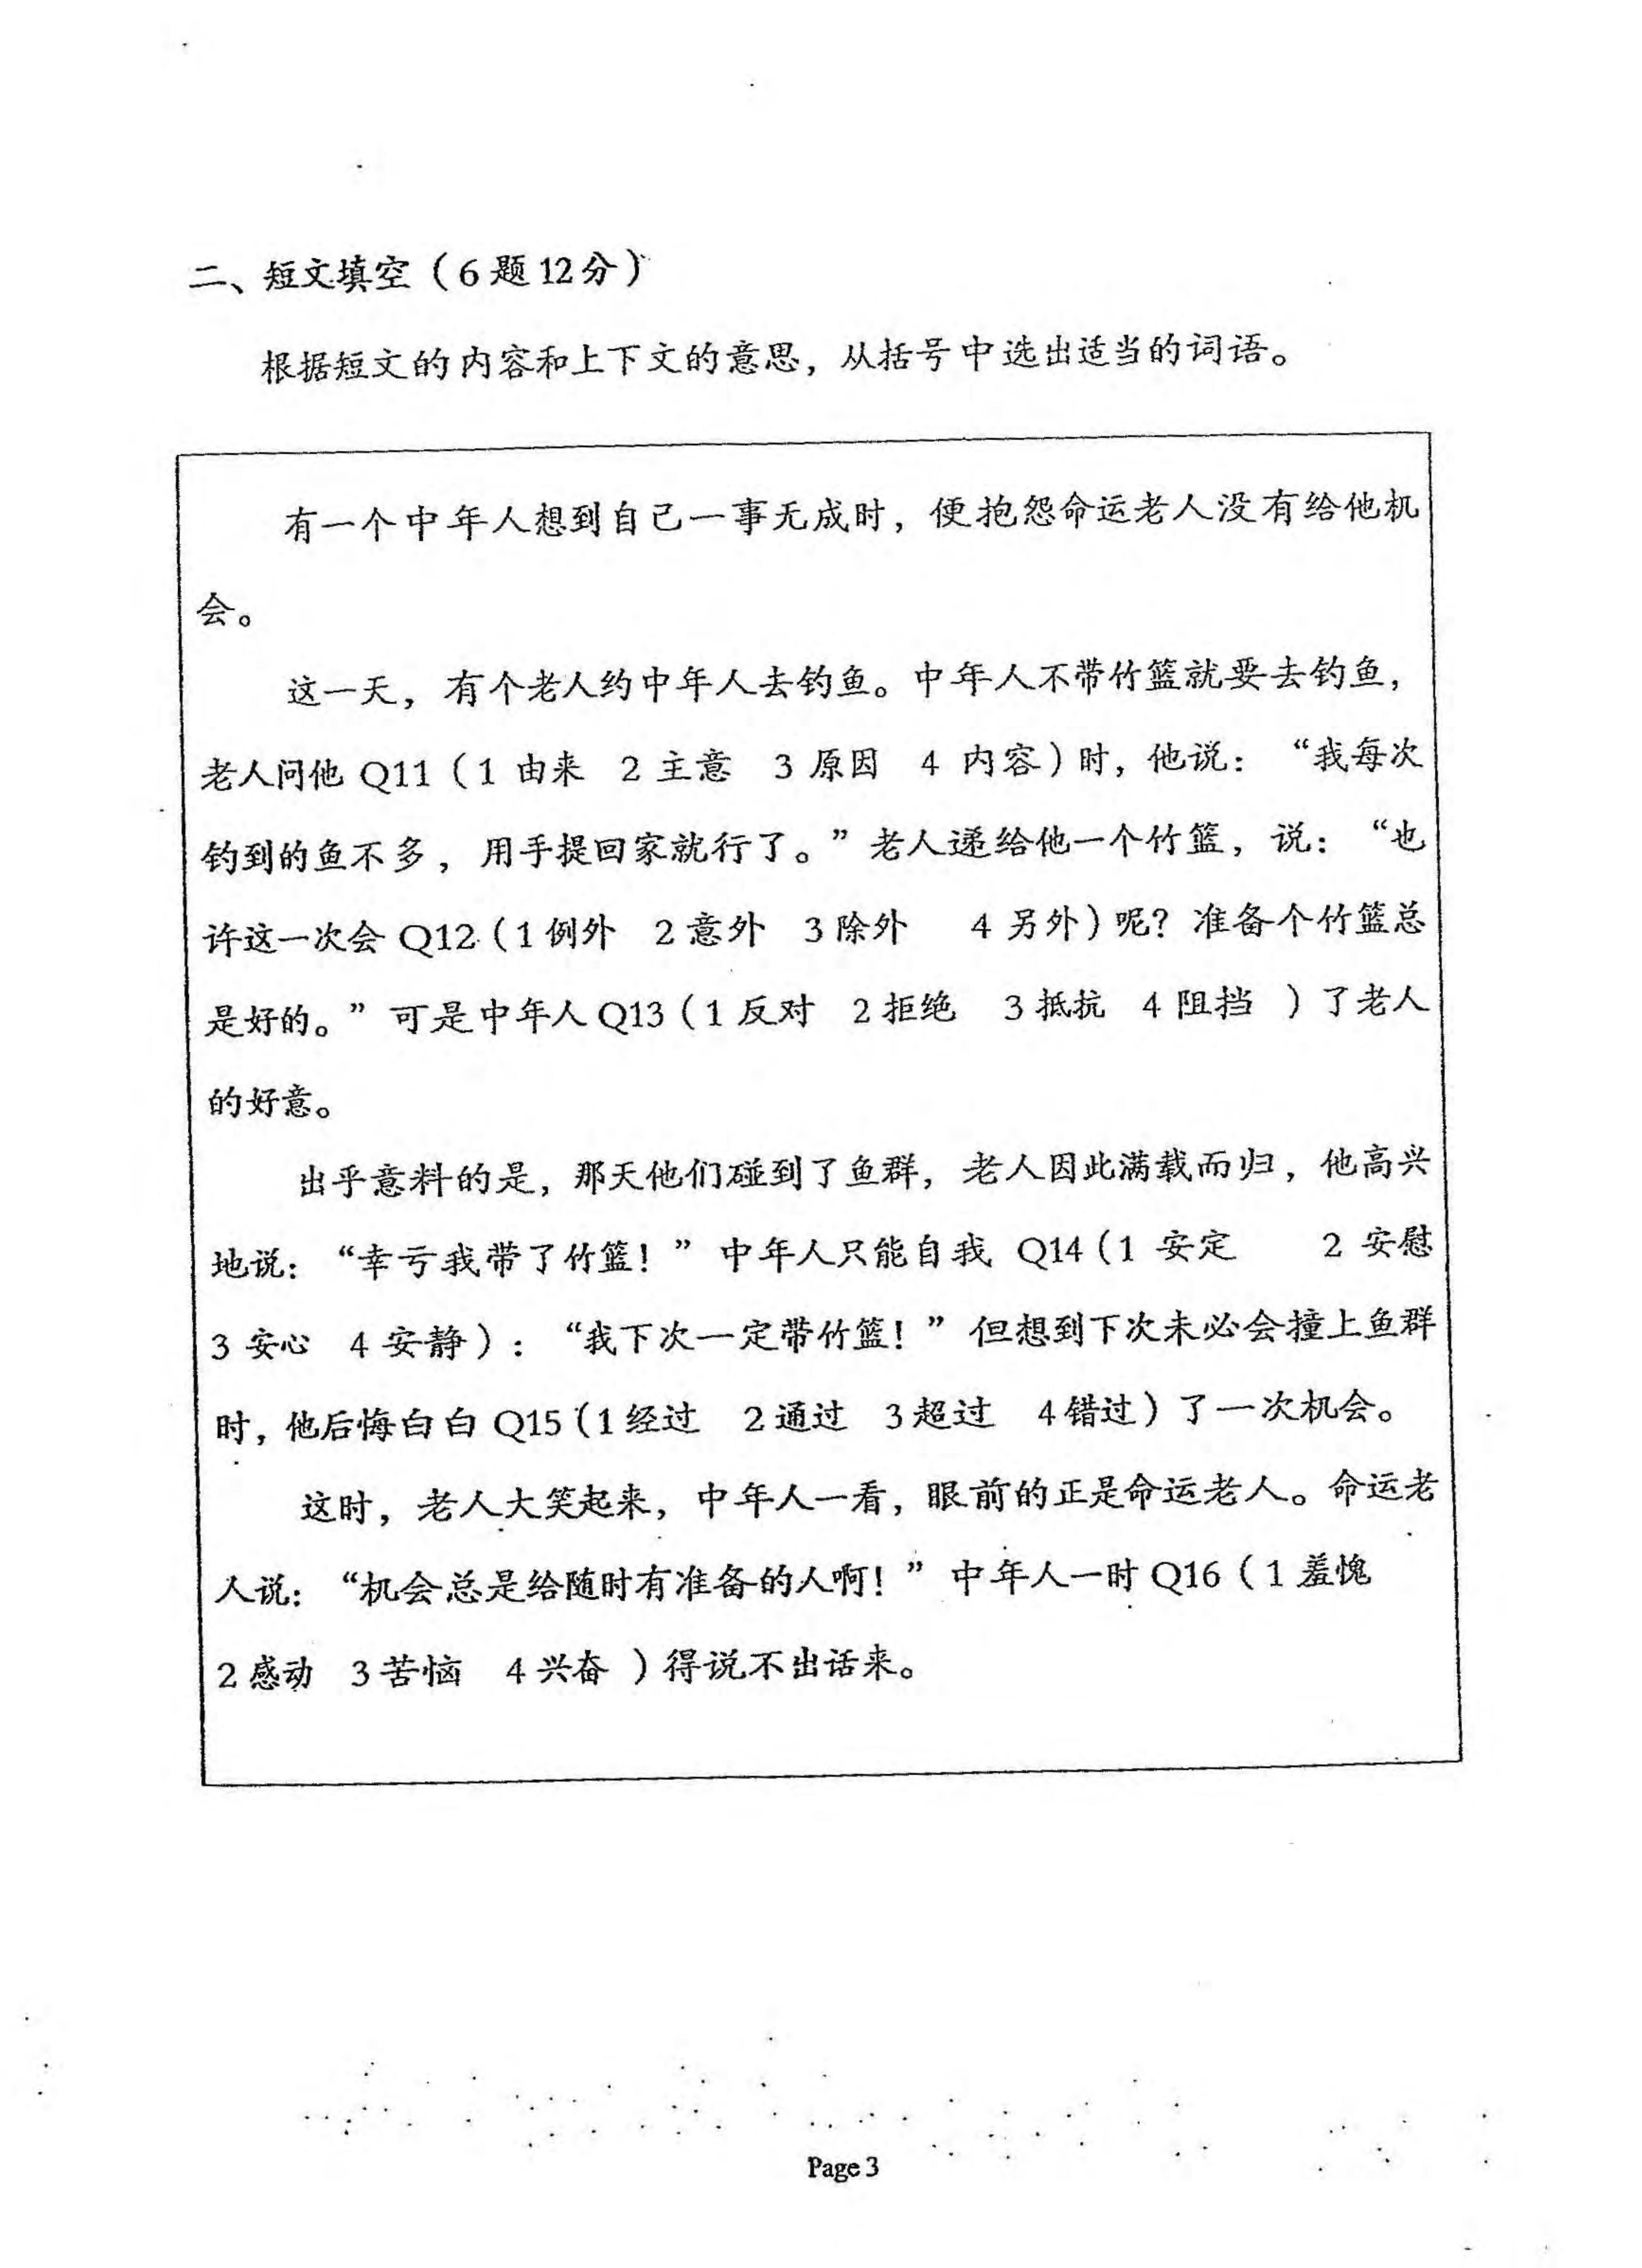 二、短文填空（6题12分）
根据短文的内容和上下文的意思，从括号中选出适当的词语。
有一个中年人想到自己一事无成时，便抱怨命运老人没有给他机
会。
这一天，有个老人约中年人去钓鱼。中年人不带竹篮就要去钓鱼，
老人问他 Q11（1 由来 2 主意 3 原因 4 内容）时，他说：“我每次
钓到的鱼不多，用手提回家就行了。”老人递给他一个竹篮，说：“也
许这一次会 Q12（1例外 2意外 3除外 4另外）呢？准备个竹篮总
是好的。”可是中年人Q13（1反对 2拒绝 3抵抗 4阻挡 ）了老人
的好意。
出乎意料的是，那天他们碰到了鱼群，老人因此满载而归，他高兴
地说：“幸亏我带了竹篮！”中年人只能自我 Q14（1 安定 2 安慰
3 安心 4 安静）：“我下次一定带竹篮！”但想到下次未必会撞上鱼群
时，他后悔白白 Q15（1经过 2通过 3超过 4错过）了一次机会。
这时，老人大笑起来，中年人一看，眼前的正是命运老人。命运老
人说：“机会总是给随时有准备的人啊！”中年人一时 Q16（1羞愧
2感动 3苦恼 4兴奋 ）得说不出话来。
Page 3